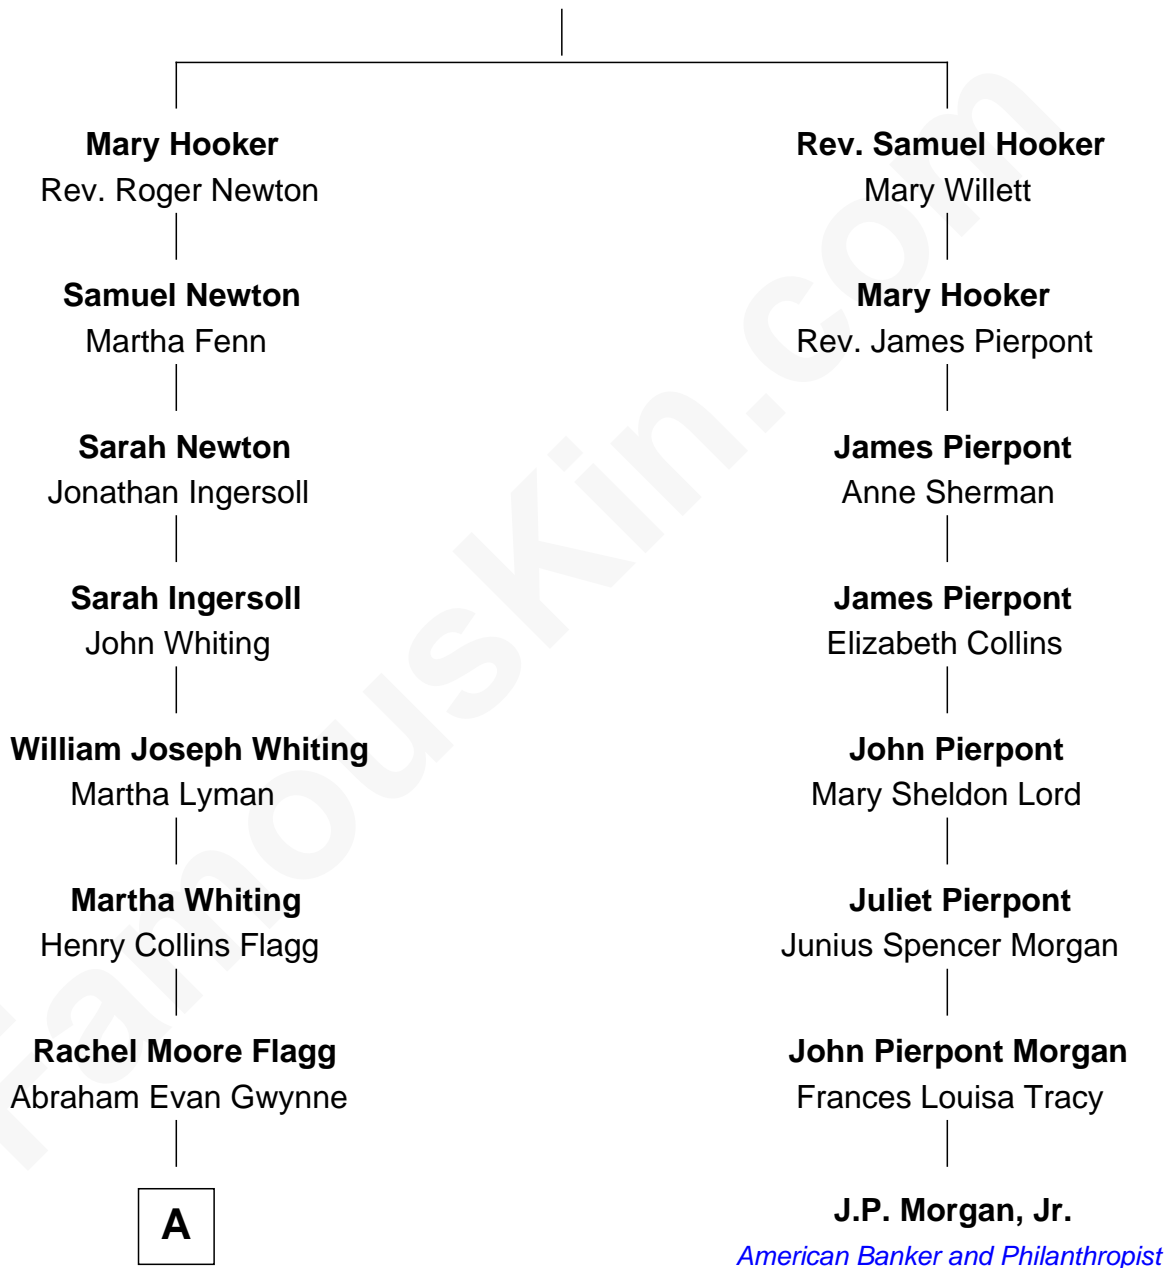 Mary Hooker
Rev. Roger Newton
Samuel Newton
Martha Fenn
Sarah Newton
Jonathan Ingersoll
Sarah Ingersoll
John Whiting
William Joseph Whiting
Martha Lyman
Martha Whiting
Henry Collins Flagg
Rachel Moore Flagg
Abraham Evan Gwynne
A
Rev. Samuel Hooker
Mary Willett
Mary Hooker
Rev. James Pierpont
James Pierpont
Anne Sherman
James Pierpont
Elizabeth Collins
John Pierpont
Mary Sheldon Lord
Juliet Pierpont
Junius Spencer Morgan
John Pierpont Morgan
Frances Louisa Tracy
J.P. Morgan, Jr.
American Banker and Philanthropist
FamousKin.com